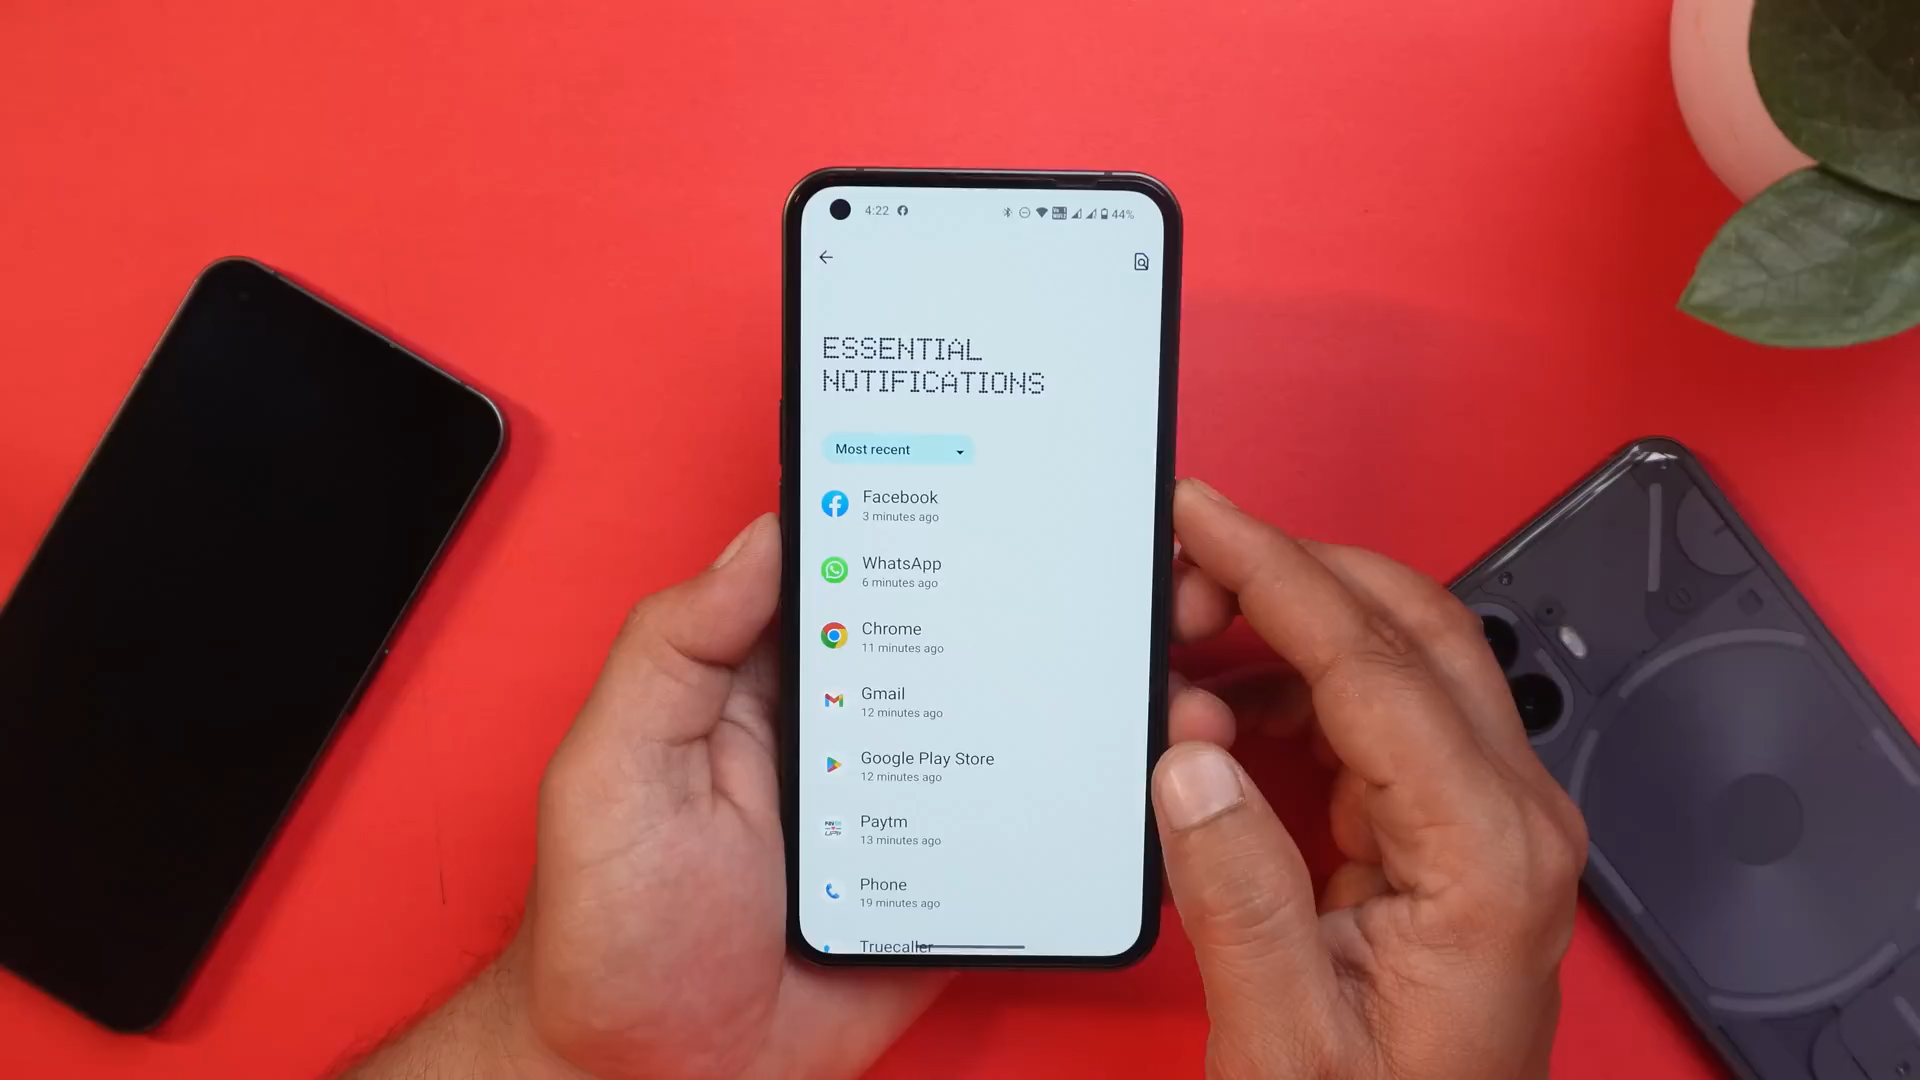 4:22 44%
ESSENTIAL
NOTIFICATIONS
Most recent
Facebook
3 minutes ago
WhatsApp
6 minutes ago
Chrome
11 minutes ago
Gmail
12 minutes ago
Google Play Store
12 minutes ago
Paytm
13 minutes ago
Phone
19 minutes ago
Truecaller